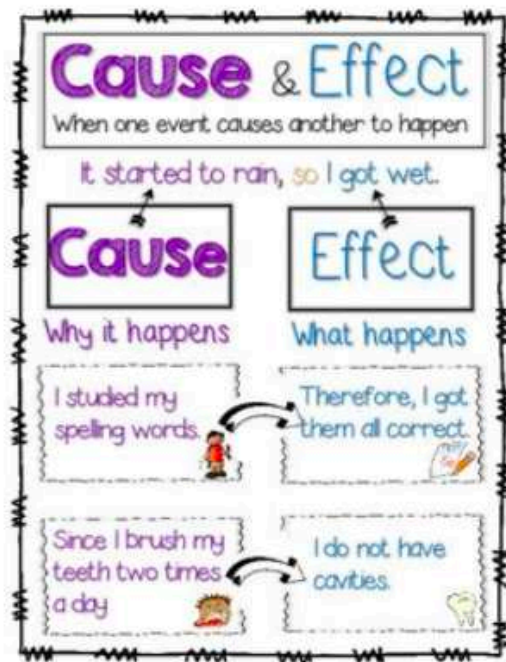 Cause & Effect
When one event causes another to happen
It started to rain, so I got wet.
Cause
Why it happens
Effect
What happens
I studied my
spelling words.
Therefore, I got
them all correct.
Since I brush my
teeth two times
a day
I do not have
cavities.